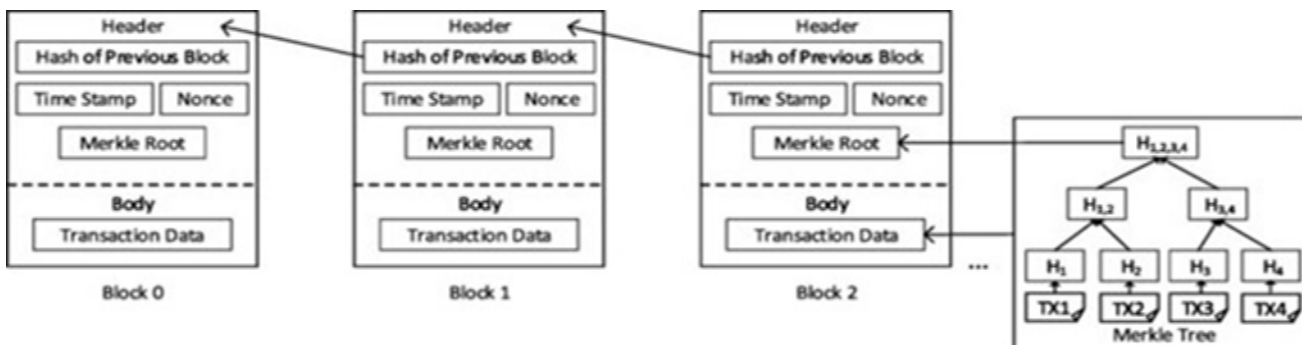 Header
Hash of Previous Block
Time Stamp
Nonce
Merkle Root
Body
Transaction Data
Block 0
Header
Hash of Previous Block
Time Stamp
Nonce
Merkle Root
Body
Transaction Data
Block 1
Header
Hash of Previous Block
Time Stamp
Nonce
Merkle Root
Body
Transaction Data
Block 2
...
H1,2,3,4
H1,2
H3,4
H1
H2
H3
H4
TX1
TX2
TX3
TX4
Merkle Tree